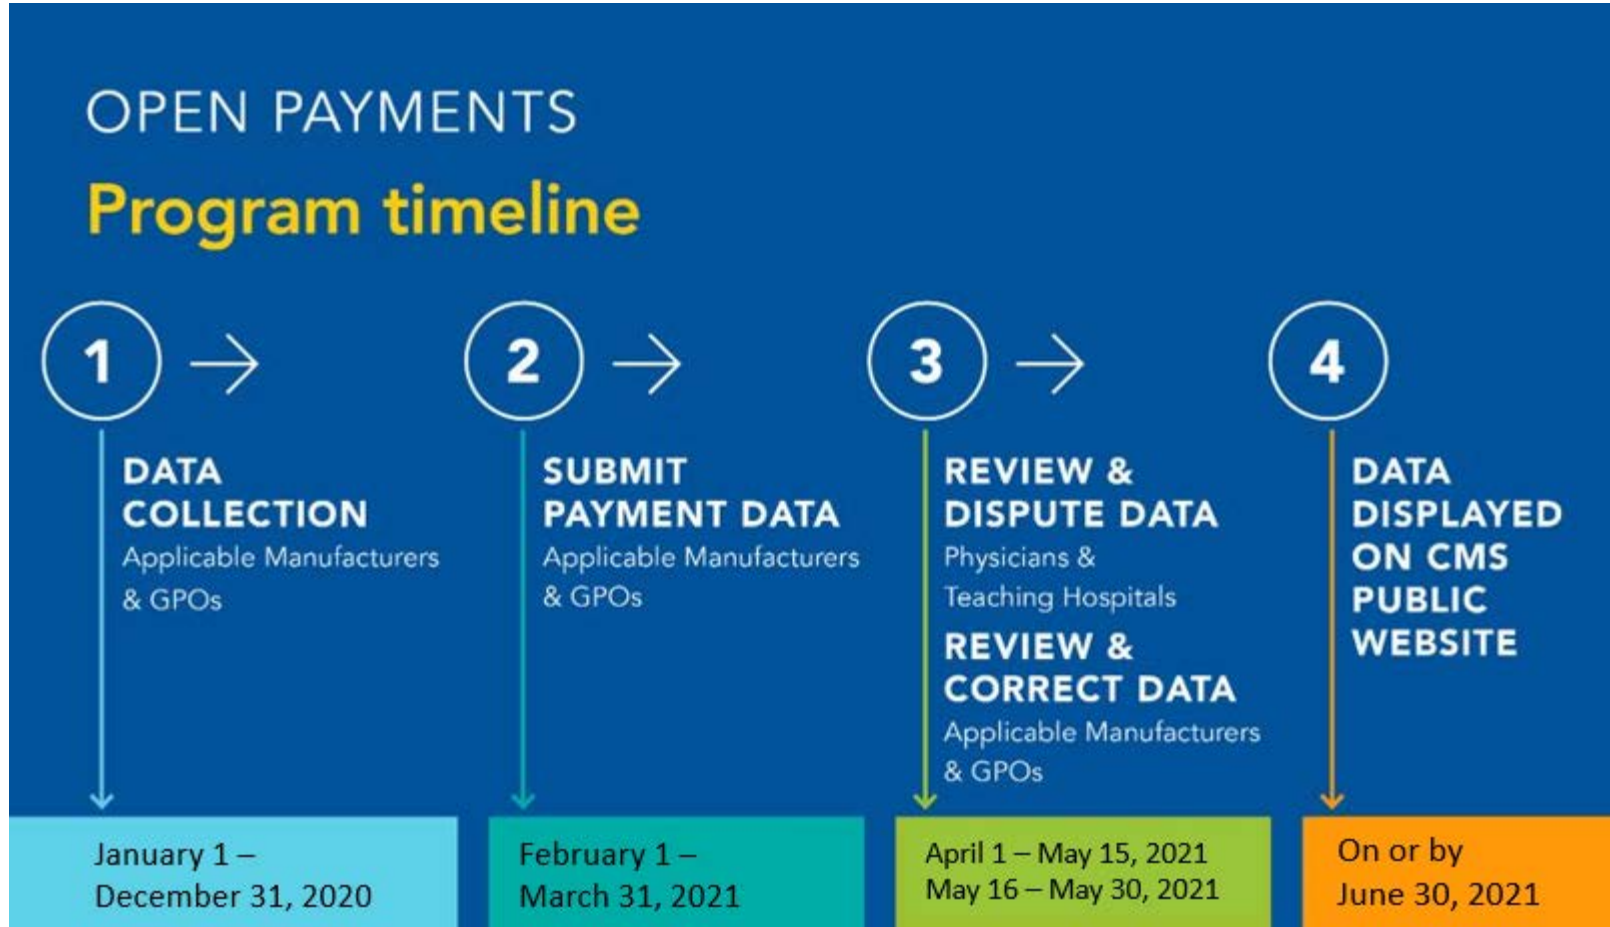 OPEN PAYMENTS
Program timeline
1
DATA
COLLECTION
Applicable Manufacturers
& GPOs
January 1 –
December 31, 2020
2
SUBMIT
PAYMENT DATA
Applicable Manufacturers
& GPOs
February 1 –
March 31, 2021
3
REVIEW &
DISPUTE DATA
Physicians &
Teaching Hospitals
REVIEW &
CORRECT DATA
Applicable Manufacturers
& GPOs
April 1 – May 15, 2021
May 16 – May 30, 2021
4
DATA
DISPLAYED
ON CMS
PUBLIC
WEBSITE
On or by
June 30, 2021